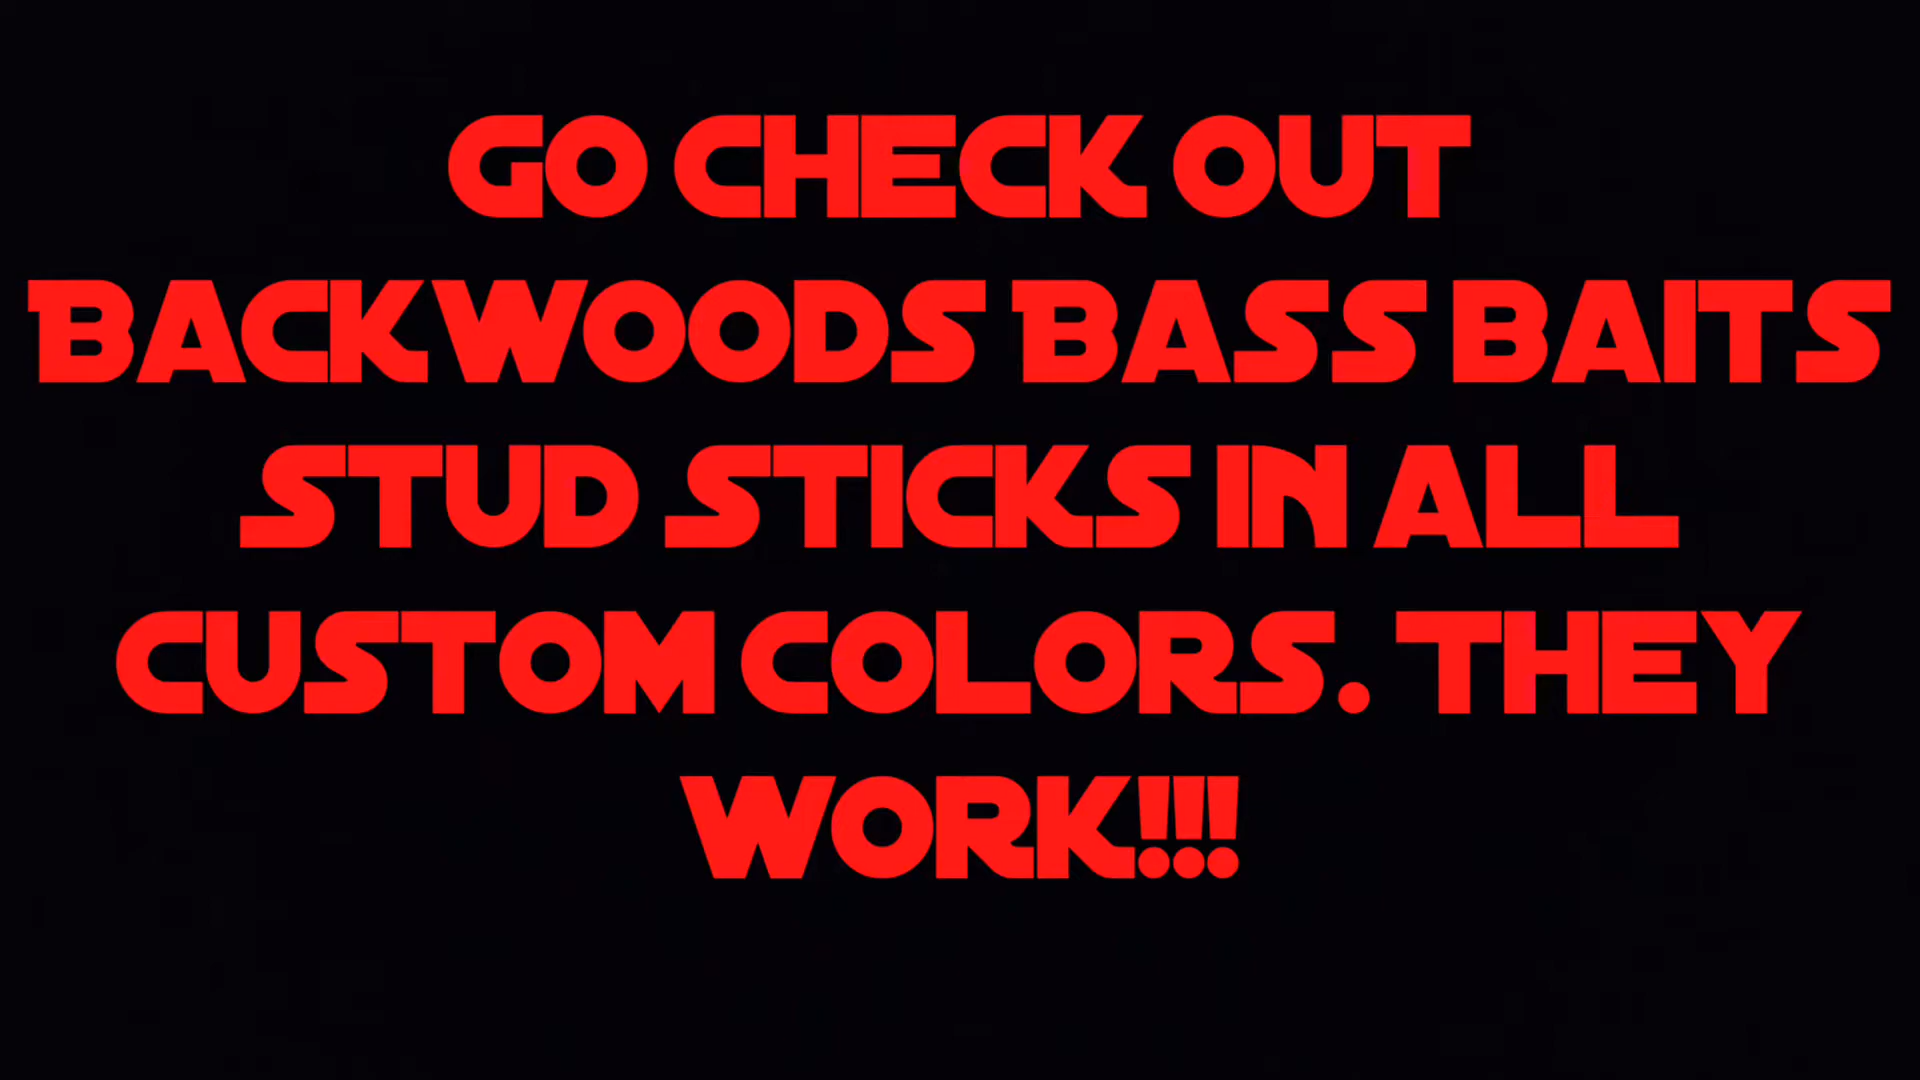 GO CHECK OUT
BACKWOODS BASS BAITS
STUD STICKS IN ALL
CUSTOM COLORS. THEY
WORK!!!